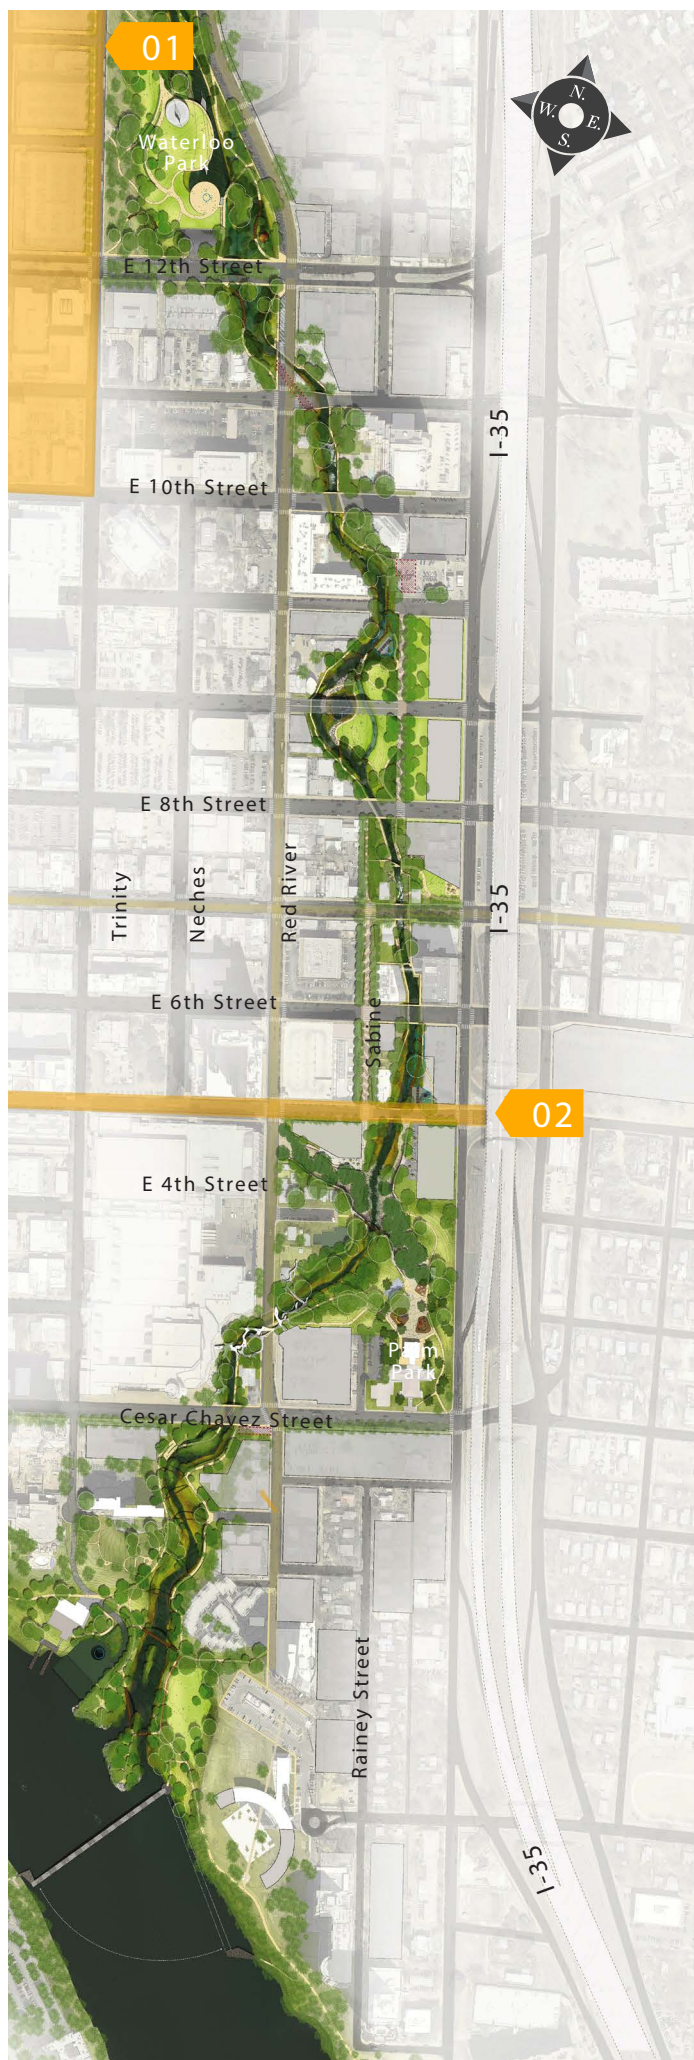 01
N.
W.
E.
S.
Waterloo
Park
E 12th Street
I-35
E 10th Street
E 8th Street
Trinity
Neches
Red River
I-35
E 6th Street
Sabine
02
E 4th Street
Palm
Park
Cesar Chavez Street
Rainey Street
I-35